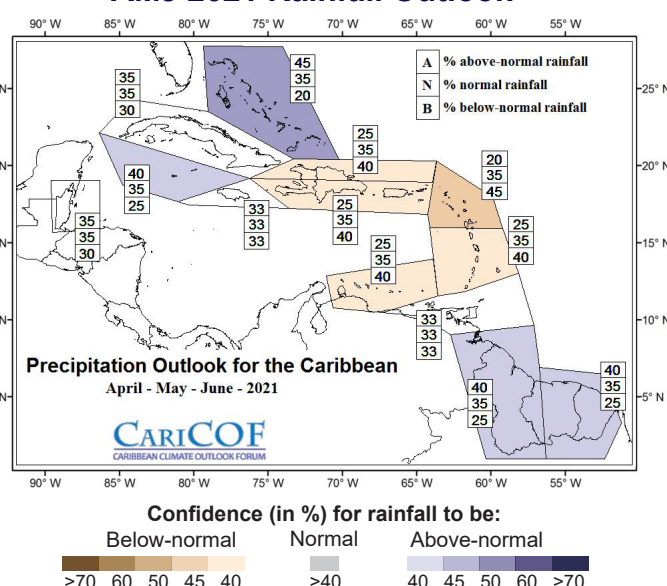 90° W 85° W 80° W 75° W 70° W 65° W 60° W 55° W
A % above-normal rainfall
N % normal rainfall
B % below-normal rainfall
45
35
20
35
35
30
25
35
40
20
35
45
40
35
25
33
33
33
25
35
40
25
35
40
35
35
30
25
35
40
33
33
33
40
35
25
40
35
25
25° N
20° N
15° N
10° N
5° N
Precipitation Outlook for the Caribbean
April - May - June - 2021
CARICOF
CARIBBEAN CLIMATE OUTLOOK FORUM
90° W 85° W 80° W 75° W 70° W 65° W 60° W 55° W
Confidence (in %) for rainfall to be:
Below-normal Normal Above-normal
>70 60 50 45 40 >40 40 45 50 60 >70